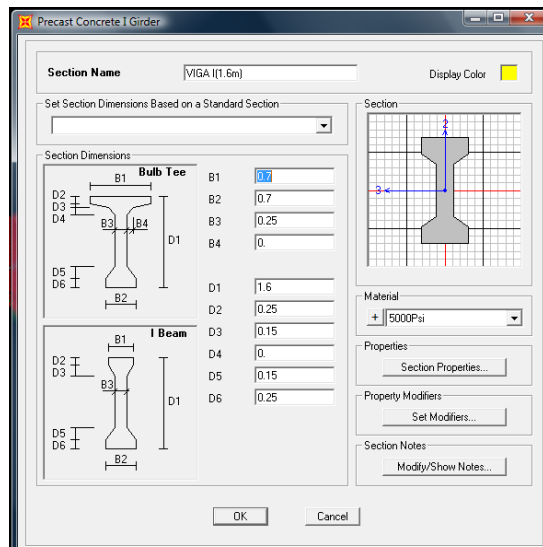 Precast Concrete I Girder
Section Name
VIGA I(1.6m)
Display Color
Set Section Dimensions Based on a Standard Section
Section
2
3
Section Dimensions
Bulb Tee
B1
D2
D3
D4
B3
B4
D1
D5
D6
B2
I Beam
B1
D2
D3
B3
D1
D5
D6
B2
B1 0.7
B2 0.7
B3 0.25
B4 0.
D1 1.6
D2 0.25
D3 0.15
D4 0.
D5 0.15
D6 0.25
Material
+ 5000Psi
Properties
Section Properties...
Property Modifiers
Set Modifiers...
Section Notes
Modify/Show Notes...
OK
Cancel